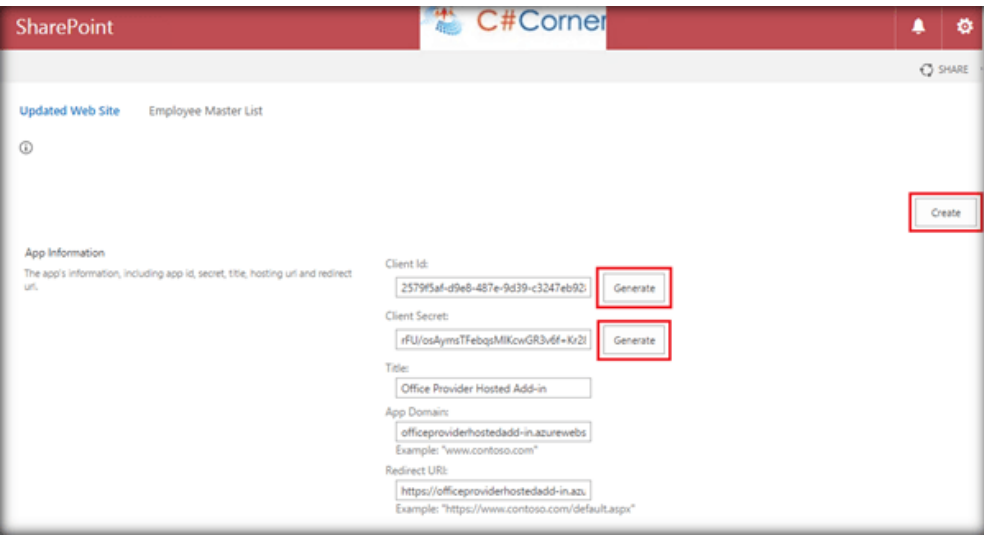 SharePoint
C#Corner
SHARE
Updated Web Site Employee Master List
Create
App Information
The app's information, including app id, secret, title, hosting url and redirect
url.
Client Id:
2579f5af-d9e8-487e-9d39-c3247eb92
Generate
Client Secret:
rFU/osAymsTFebqsMIKcwGR3v6f+Kr2
Generate
Title:
Office Provider Hosted Add-in
App Domain:
officeproviderhostedadd-in.azurewebs
Example: "www.contoso.com"
Redirect URI:
https://officeproviderhostedadd-in.azu
Example: "https://www.contoso.com/default.aspx"